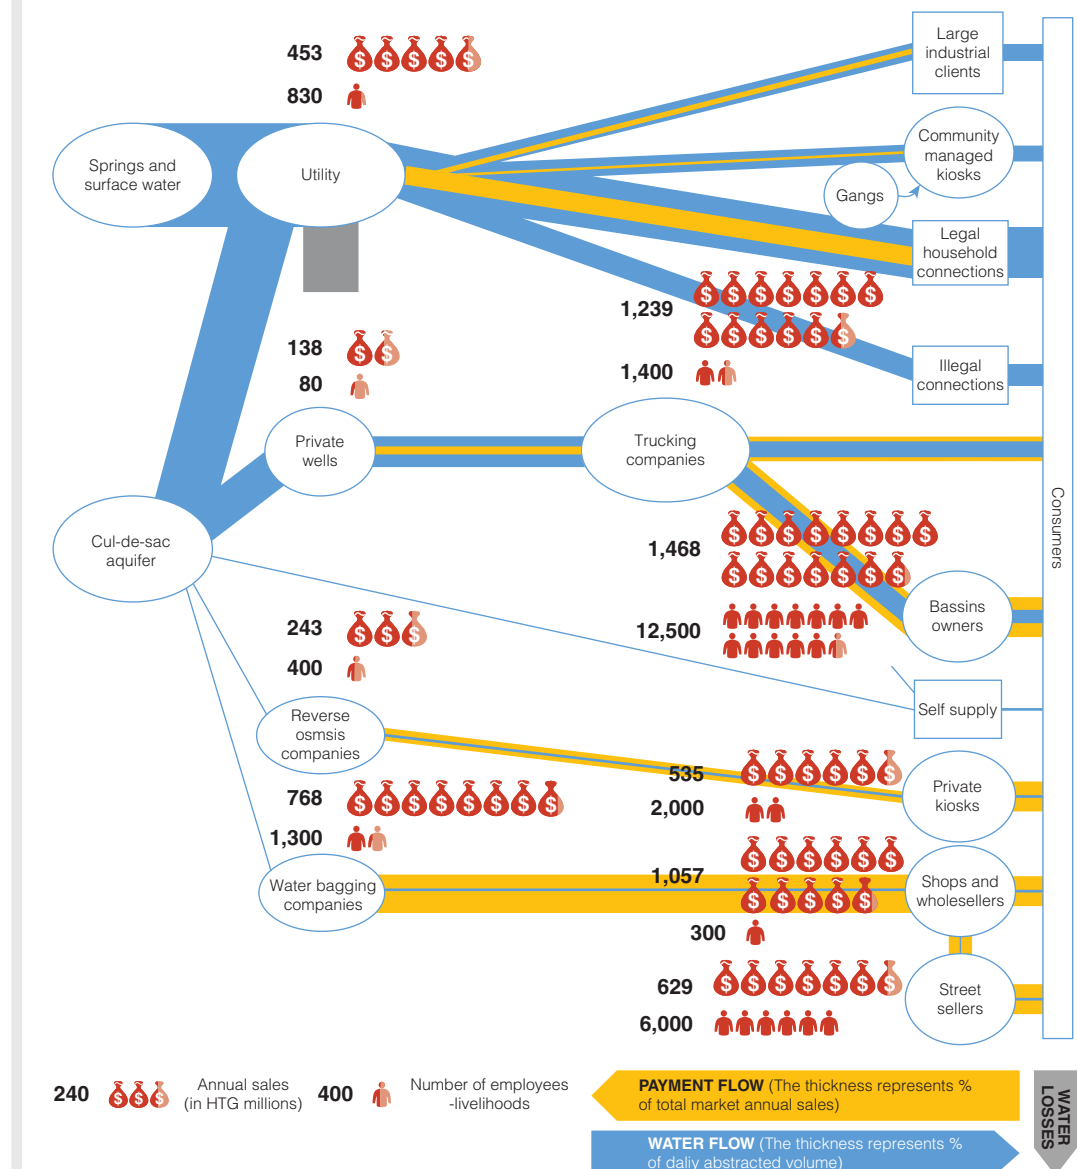 453
830
Large
industrial
clients
Community
managed
kiosks
Springs and
surface water
Utility
Gangs
Legal
household
connections
1,239
1,400
Illegal
connections
138
80
Private
wells
Trucking
companies
Consumers
Cul-de-sac
aquifer
1,468
12,500
Bassins
owners
243
400
Self supply
Reverse
osmsis
companies
535
2,000
Private
kiosks
768
1,300
1,057
Water bagging
companies
Shops and
wholesellers
300
629
6,000
Street
sellers
240
Annual sales
(in HTG millions)
400
Number of employees
-livelihoods
PAYMENT FLOW (The thickness represents %
of total market annual sales)
WATER FLOW (The thickness represents %
of daliy abstracted volume)
WATER
LOSSES